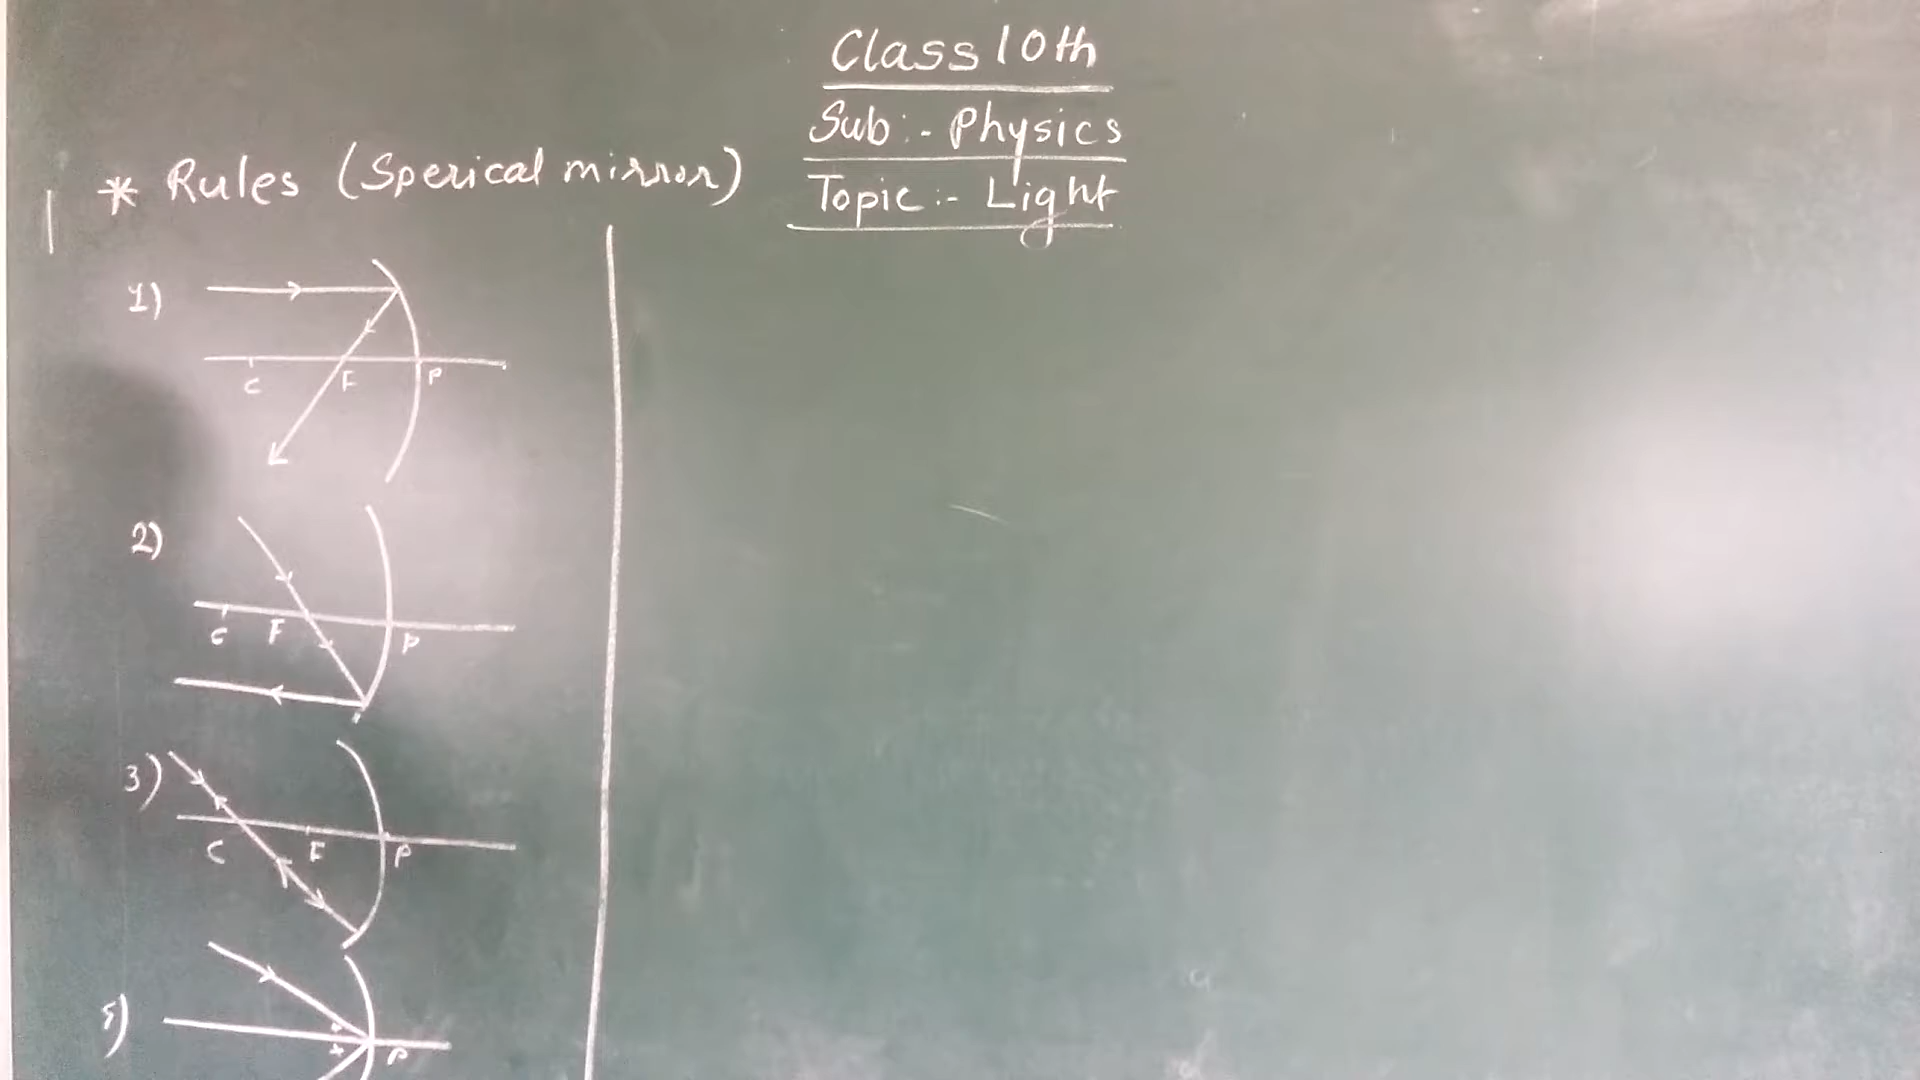 Class 10th
Sub:- Physics
Topic:- Light
* Rules (Sperical mirror)
1)
C F P
2)
C F P
3)
C F P
5)
P